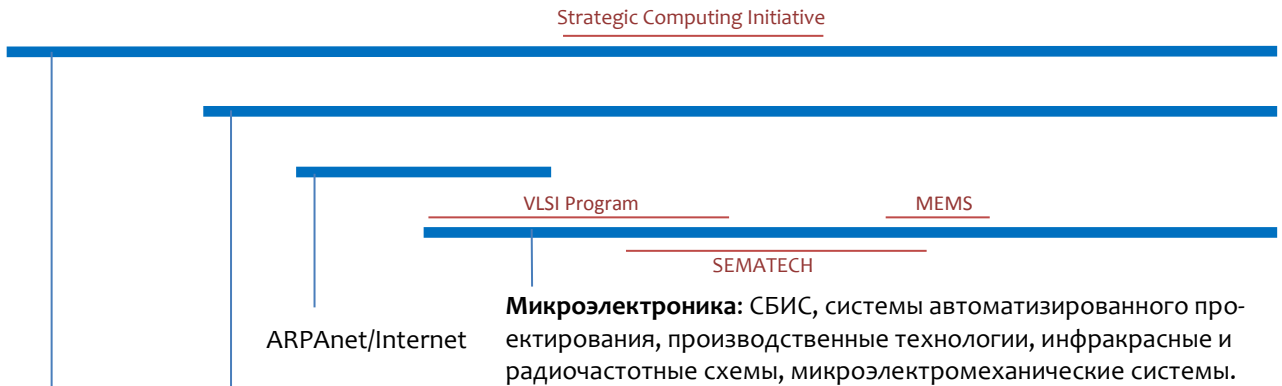 Strategic Computing Initiative
VLSI Program
MEMS
SEMATECH
ARPAnet/Internet
Микроэлектроника: СБИС, системы автоматизированного про-
ектирования, производственные технологии, инфракрасные и
радиочастотные схемы, микроэлектромеханические системы.